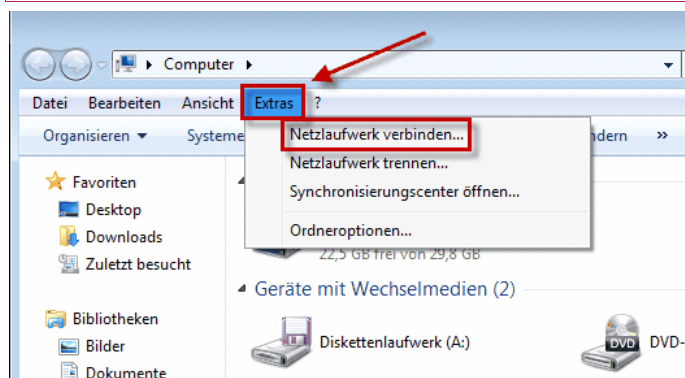 Computer
Datei Bearbeiten Ansicht Extras ?
Organisieren
Netzlaufwerk verbinden...
Netzlaufwerk trennen...
Synchronisierungscenter öffnen...
Ordneroptionen...
22,5 GB frei von 29,8 GB
Favoriten
Desktop
Downloads
Zuletzt besucht
Bibliotheken
Bilder
Dokumente
Geräte mit Wechselmedien (2)
Diskettenlaufwerk (A:)
DVD-